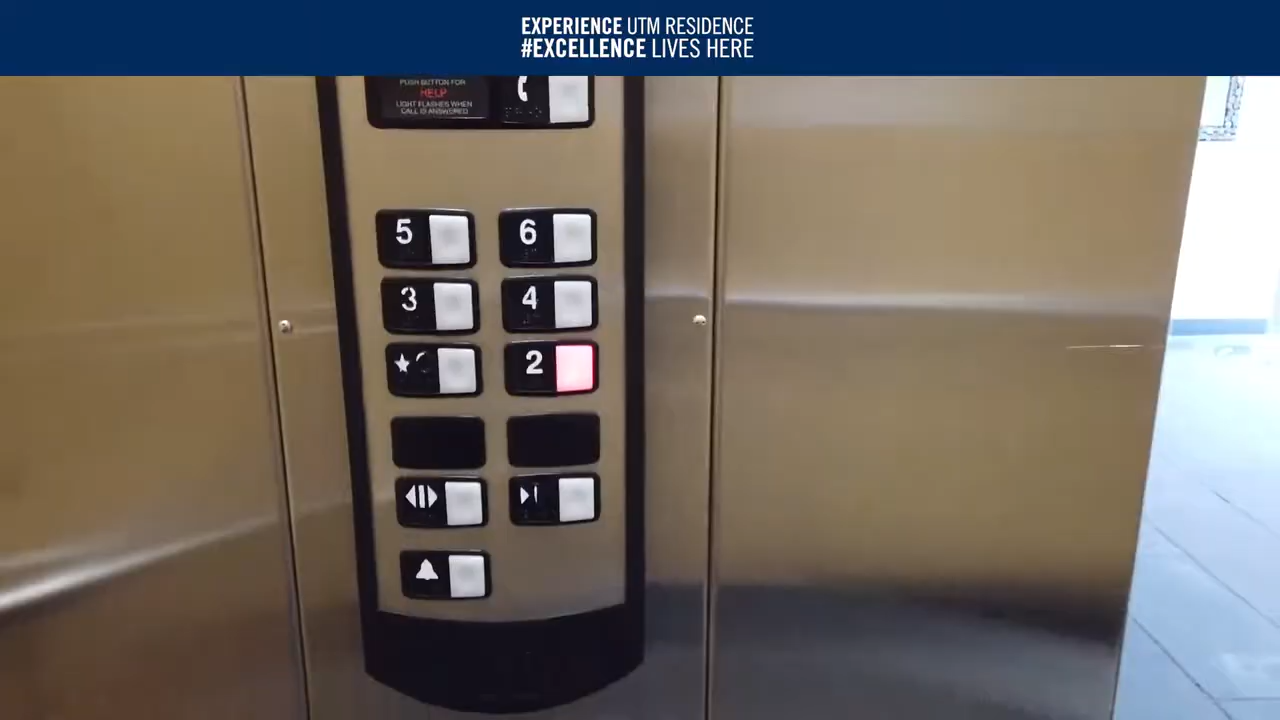 EXPERIENCE UTM RESIDENCE
#EXCELLENCE LIVES HERE
PUSH BUTTON FOR
HELP
LIGHT FLASHES WHEN
CALL IS ANSWERED
5 6
3 4
★ 2